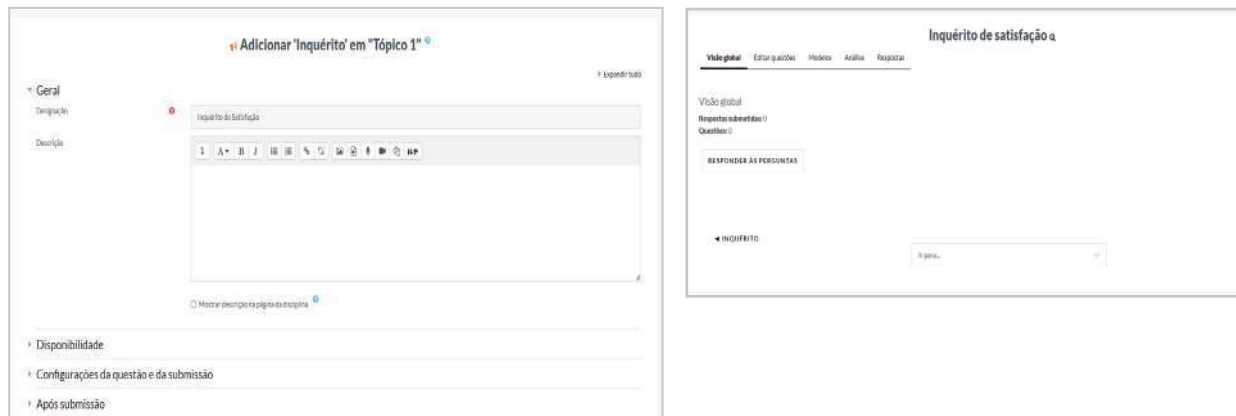 Adicionar 'Inquérito' em "Tópico 1"
Expandir tudo
Geral
Designação
Inquérito de Satisfação
Descrição
Mostrar descrição na página da disciplina
Disponibilidade
Configurações da questão e da submissão
Após submissão
Inquérito de satisfação
Visão global Editar questões Modelos Análise Respostas
Visão global
Respostas submetidas: 0
Questões: 0
RESPONDER ÀS PERGUNTAS
◄ INQUÉRITO
Ir para...